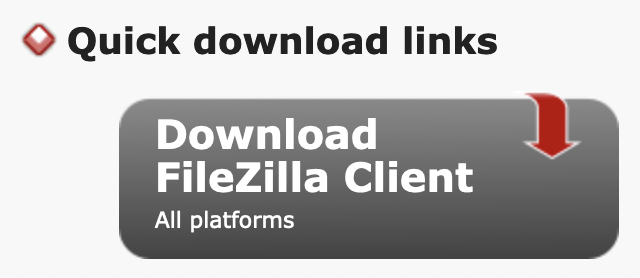 Quick download links
Download
FileZilla Client
All platforms